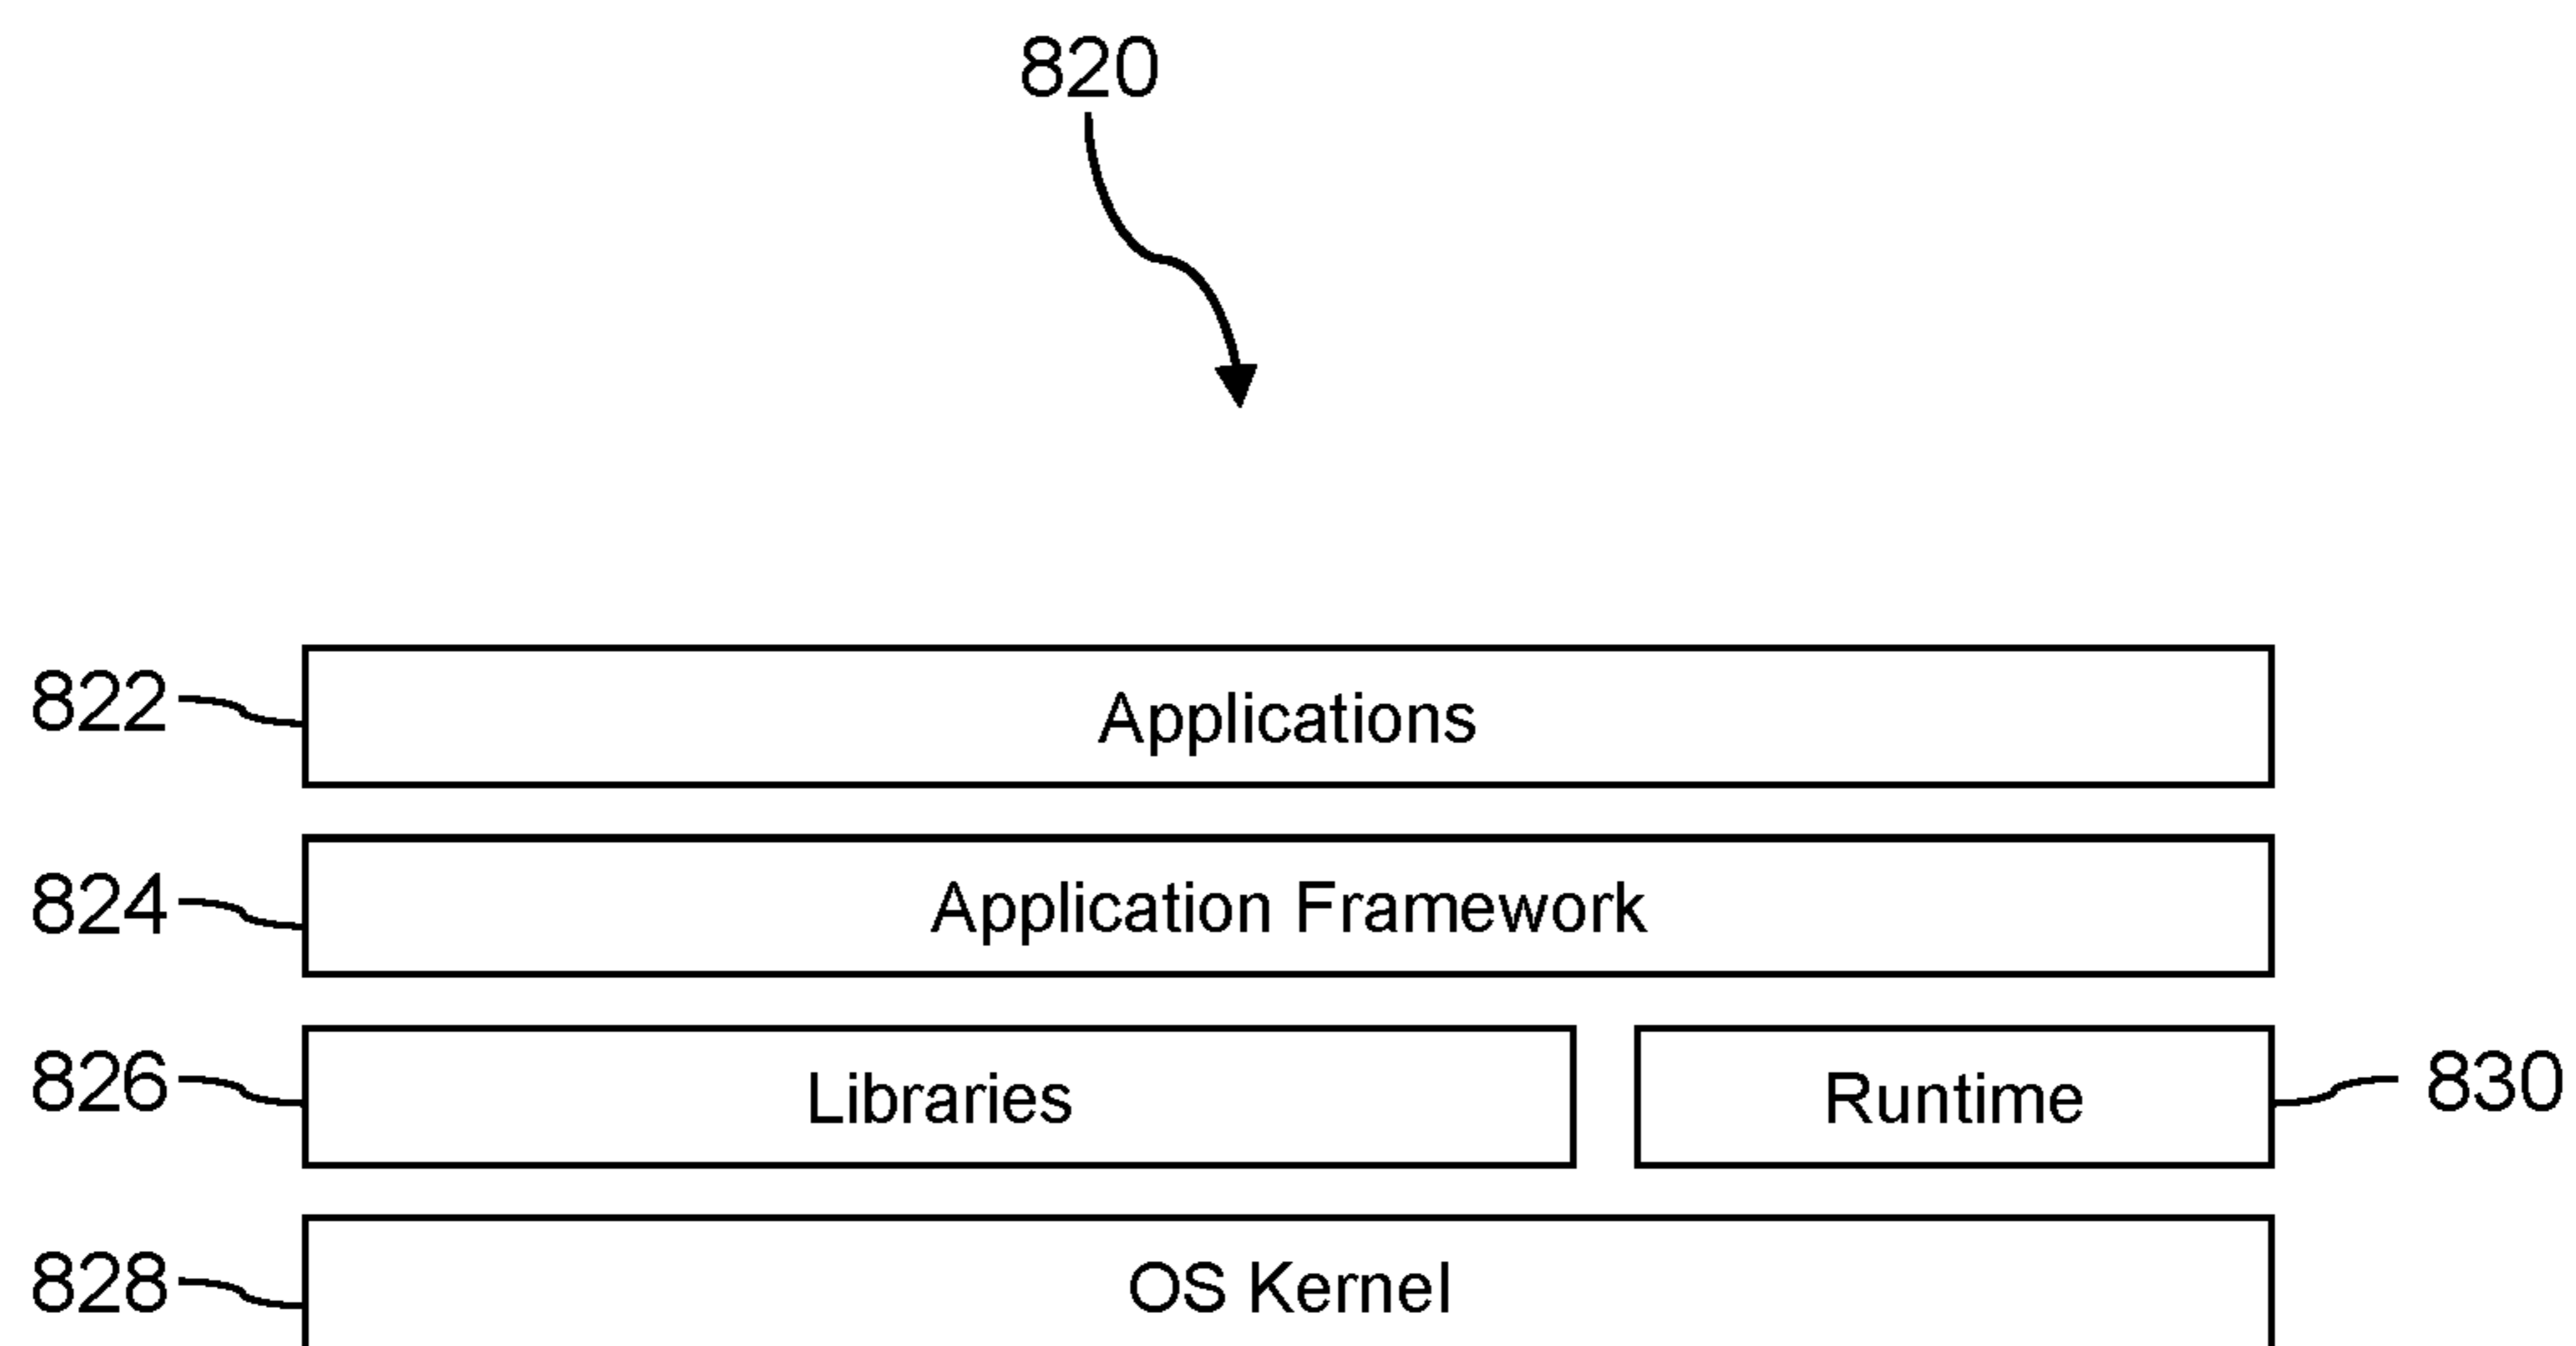 820
822 Applications
824 Application Framework
826 Libraries Runtime 830
828 OS Kernel